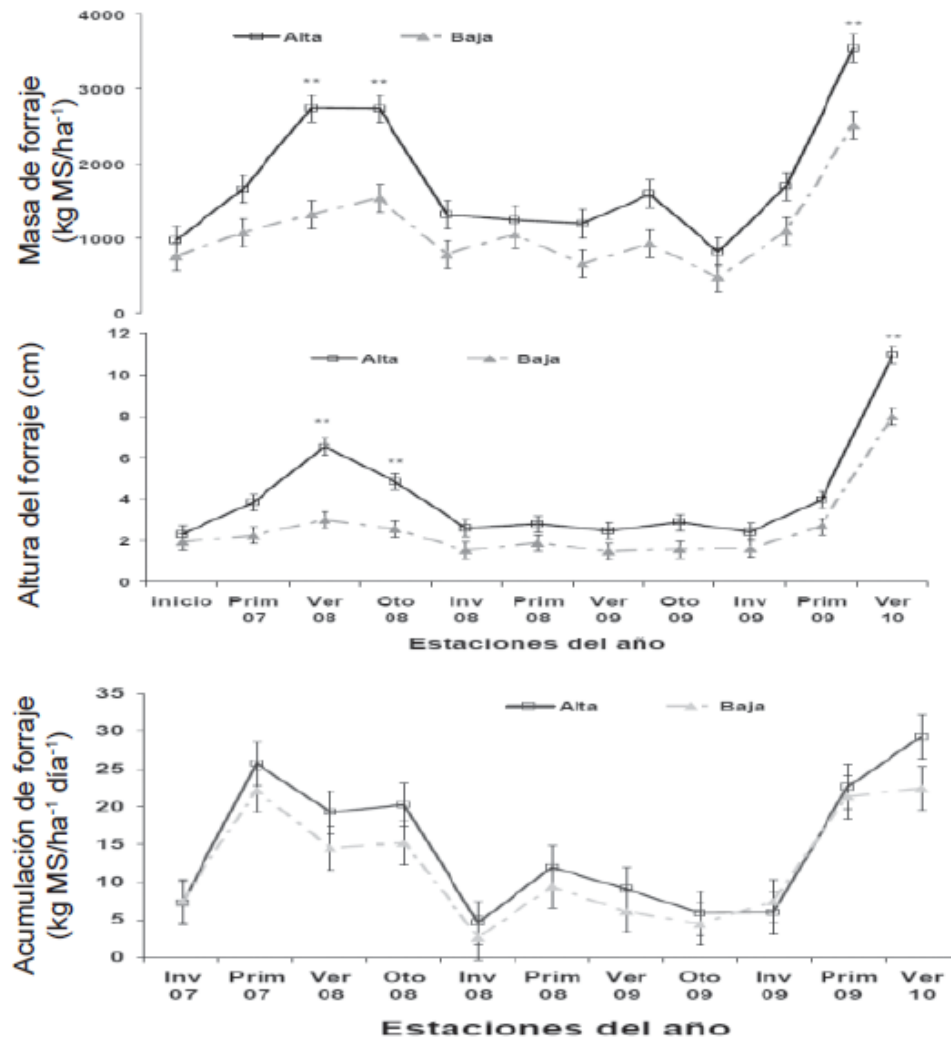 Masa de forraje
(kg MS/ha⁻¹)
4000
3000
2000
1000
0
Alta Baja
** ** **
Altura del forraje (cm)
12
10
8
6
4
2
0
Alta Baja
** ** **
Inicio Prim 07 Ver 08 Oto 08 Inv 08 Prim 08 Ver 09 Oto 09 Inv 09 Prim 09 Ver 10
Estaciones del año
Acumulación de forraje
(kg MS/ha⁻¹ día⁻¹)
35
30
25
20
15
10
5
0
Alta Baja
Inv 07 Prim 07 Ver 08 Oto 08 Inv 08 Prim 08 Ver 09 Oto 09 Inv 09 Prim 09 Ver 10
Estaciones del año